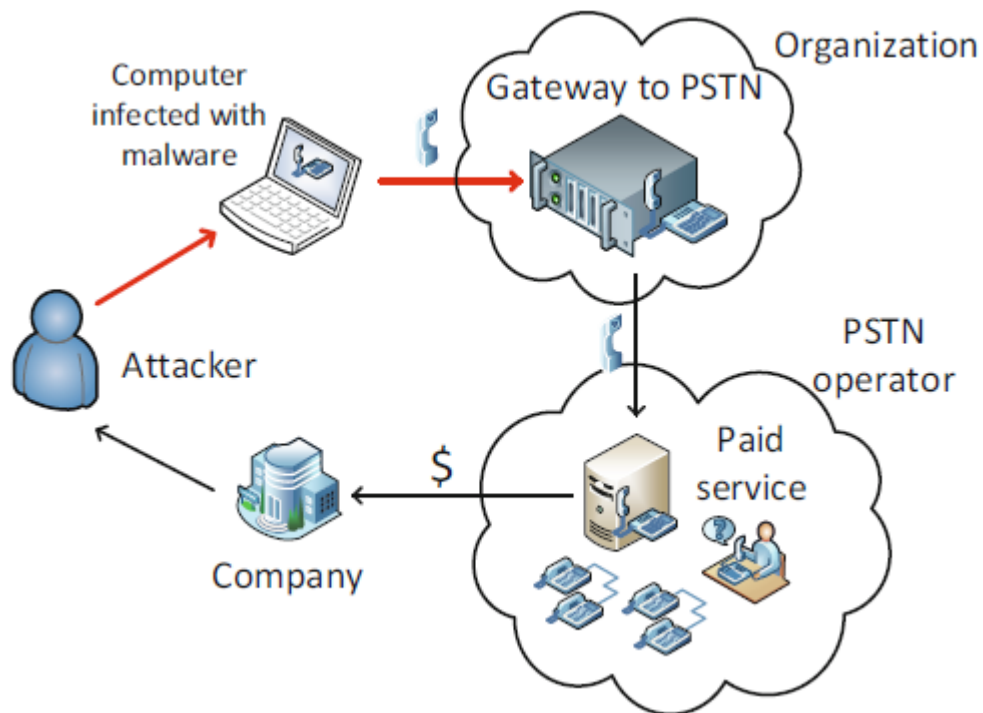 Organization
Computer
infected with
malware
Gateway to PSTN
Attacker
PSTN
operator
Paid
service
$
Company
?